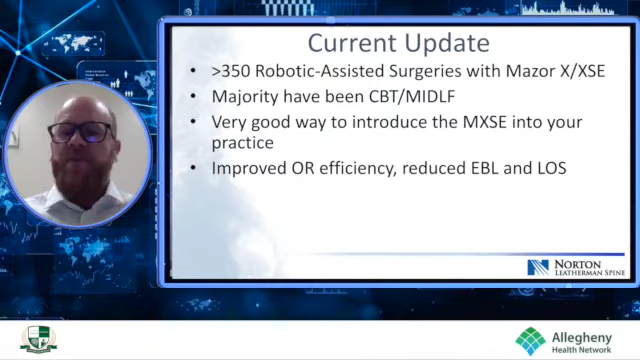 Current Update
• >350 Robotic-Assisted Surgeries with Mazor X/XSE
• Majority have been CBT/MIDLF
• Very good way to introduce the MXSE into your
practice
• Improved OR efficiency, reduced EBL and LOS
NORTON
LEATHERMAN SPINE
Allegheny
Health Network